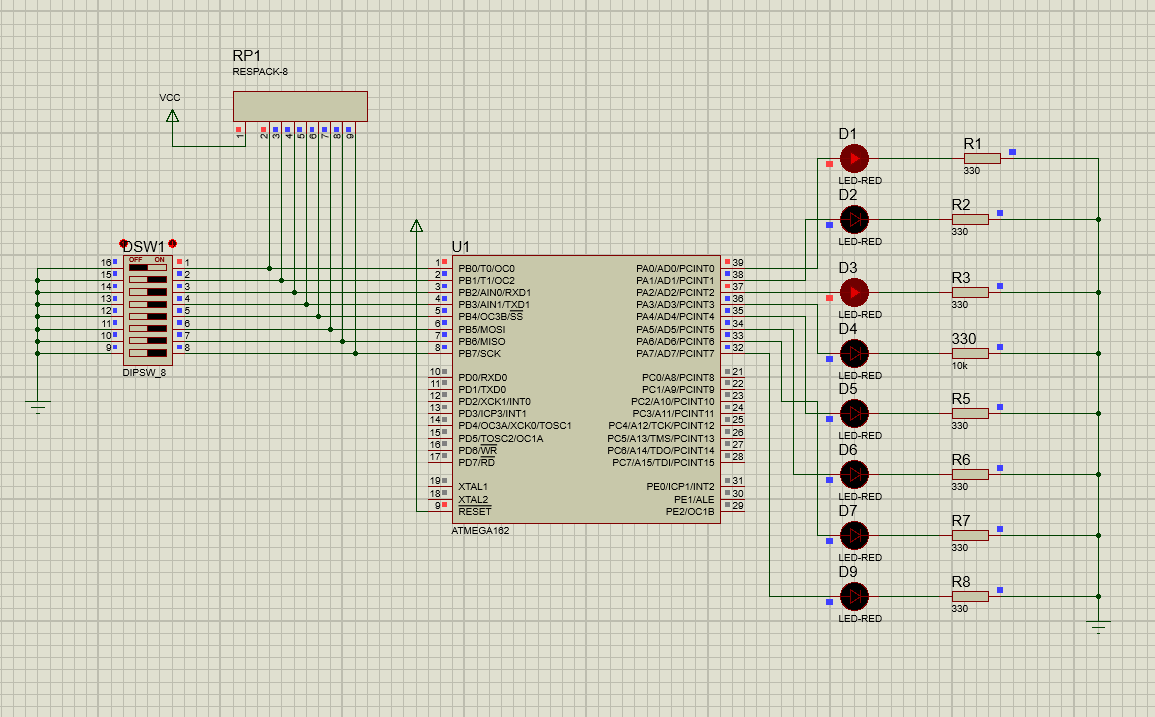 RP1
RESPACK-8
VCC
1 2 3 4 5 6 7 8 9
DSW1
OFF ON
16 1
15 2
14 3
13 4
12 5
11 6
10 7
9 8
DIPSW_8
U1
1 PB0/T0/OC0 PA0/AD0/PCINT0 39
2 PB1/T1/OC2 PA1/AD1/PCINT1 38
3 PB2/AIN0/RXD1 PA2/AD2/PCINT2 37
4 PB3/AIN1/TXD1 PA3/AD3/PCINT3 36
5 PB4/OC3B/SS PA4/AD4/PCINT4 35
6 PB5/MOSI PA5/AD5/PCINT5 34
7 PB6/MISO PA6/AD6/PCINT6 33
8 PB7/SCK PA7/AD7/PCINT7 32
10 PD0/RXD0 PC0/A8/PCINT8 21
11 PD1/TXD0 PC1/A9/PCINT9 22
12 PD2/XCK1/INT0 PC2/A10/PCINT10 23
13 PD3/ICP3/INT1 PC3/A11/PCINT11 24
14 PD4/OC3A/XCK0/TOSC1 PC4/A12/TCK/PCINT12 25
15 PD5/TOSC2/OC1A PC5/A13/TMS/PCINT13 26
16 PD6/WR PC6/A14/TDO/PCINT14 27
17 PD7/RD PC7/A15/TDI/PCINT15 28
19 XTAL1 PE0/ICP1/INT2 31
18 XTAL2 PE1/ALE 30
9 RESET PE2/OC1B 29
ATMEGA162
D1
LED-RED
R1
330
D2
LED-RED
R2
330
D3
LED-RED
R3
330
D4
LED-RED
330
10k
D5
LED-RED
R5
330
D6
LED-RED
R6
330
D7
LED-RED
R7
330
D9
LED-RED
R8
330